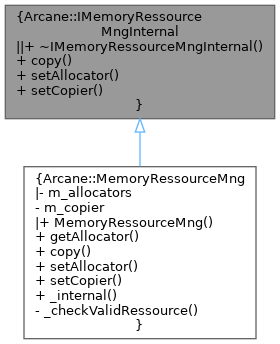 {Arcane::IMemoryRessource
MngInternal
||+ ~IMemoryRessourceMngInternal()
+ copy()
+ setAllocator()
+ setCopier()
}
{Arcane::MemoryRessourceMng
|- m_allocators
- m_copier
|+ MemoryRessourceMng()
+ getAllocator()
+ copy()
+ setAllocator()
+ setCopier()
+ _internal()
- _checkValidRessource()
}